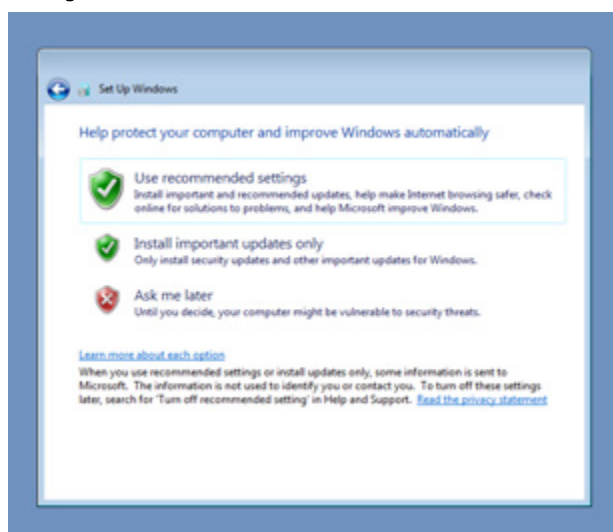 Set Up Windows
Help protect your computer and improve Windows automatically
Use recommended settings
Install important and recommended updates, help make Internet browsing safer, check
online for solutions to problems, and help Microsoft improve Windows.
Install important updates only
Only install security updates and other important updates for Windows.
Ask me later
Until you decide, your computer might be vulnerable to security threats.
Learn more about each option
When you use recommended settings or install updates only, some information is sent to
Microsoft. The information is not used to identify you or contact you. To turn off these settings
later, search for 'Turn off recommended setting' in Help and Support. Read the privacy statement